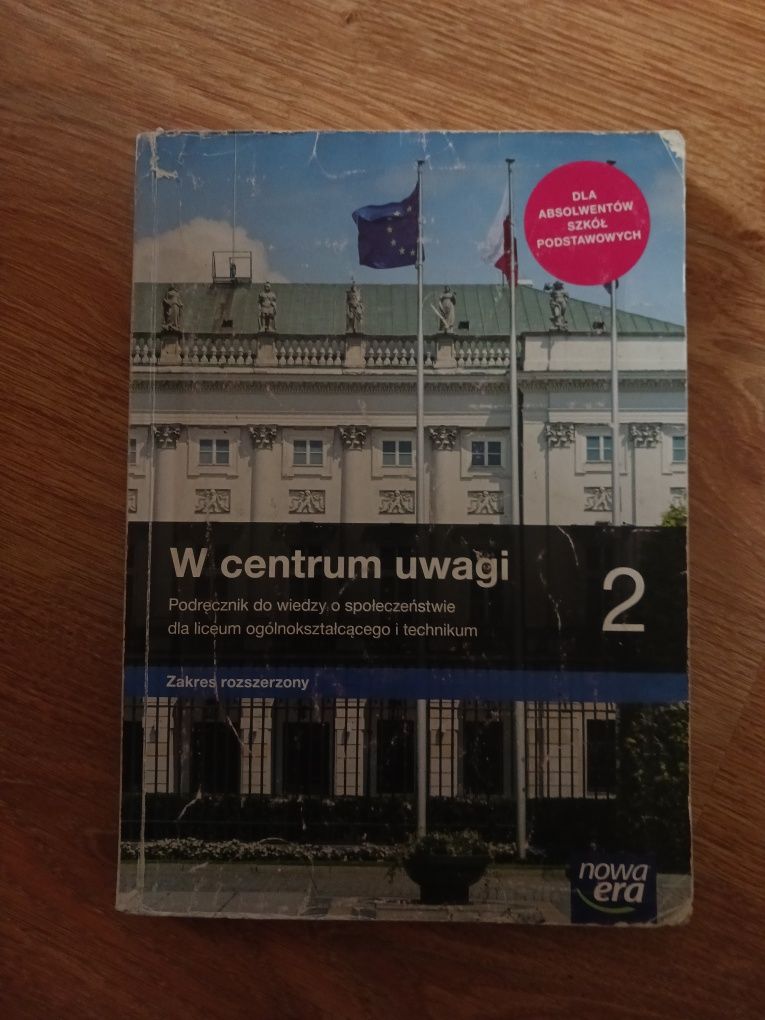 DLA
ABSOLWENTÓW
SZKÓŁ
PODSTAWOWYCH
W centrum uwagi
2
Podręcznik do wiedzy o społeczeństwie
dla liceum ogólnokształcącego i technikum
Zakres rozszerzony
nowa
era